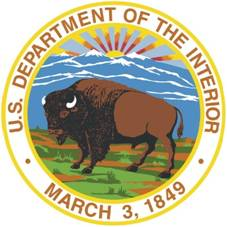 U.S. DEPARTMENT OF THE INTERIOR
MARCH 3, 1849